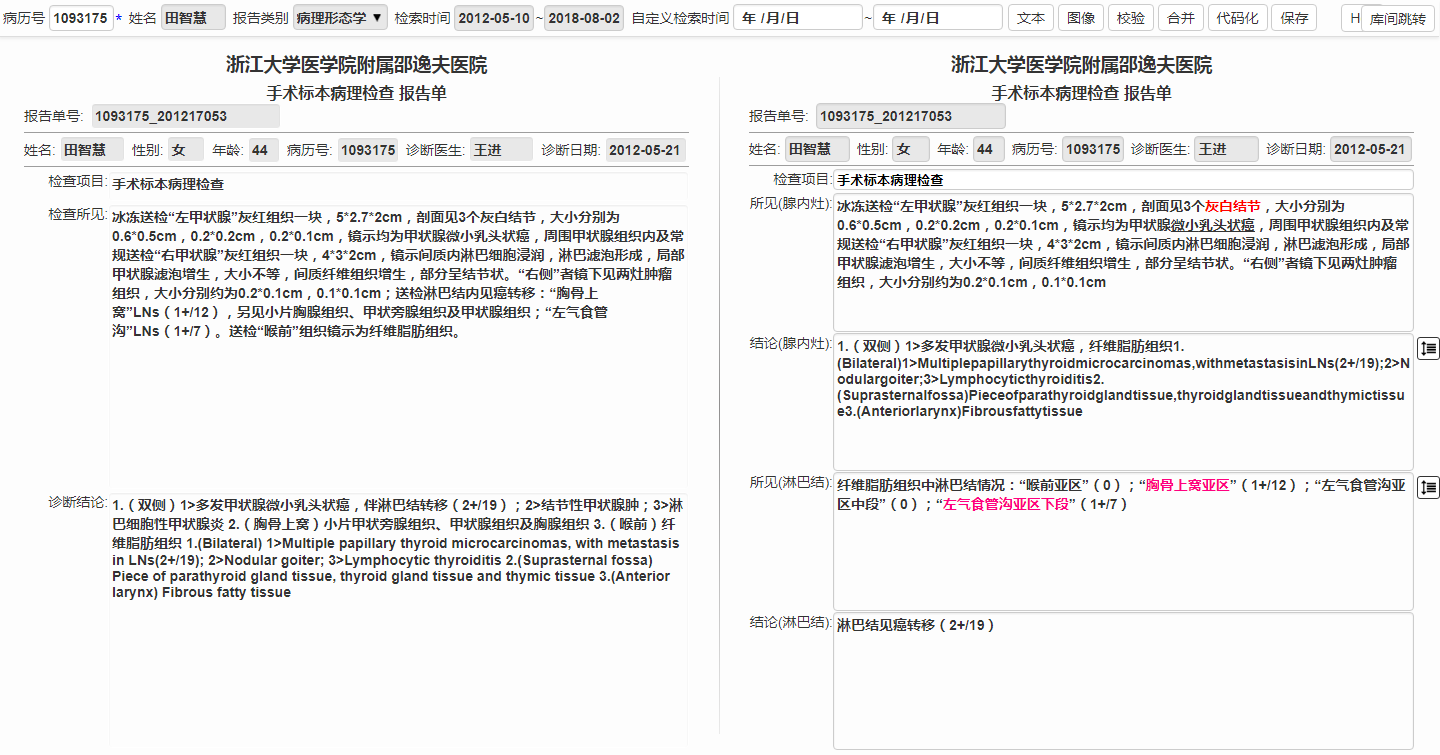 病历号 1093175 * 姓名 田智慧 报告类别 病理形态学 ▼ 检索时间 2012-05-10 ~ 2018-08-02 自定义检索时间 年 /月/日 ~ 年 /月/日 文本 图像 校验 合并 代码化 保存 H 库间跳转
浙江大学医学院附属邵逸夫医院
手术标本病理检查 报告单
报告单号: 1093175_201217053
姓名: 田智慧 性别: 女 年龄: 44 病历号: 1093175 诊断医生: 王进 诊断日期: 2012-05-21
检查项目: 手术标本病理检查
检查所见: 冰冻送检“左甲状腺”灰红组织一块，5*2.7*2cm，剖面见3个灰白结节，大小分别为
0.6*0.5cm，0.2*0.2cm，0.2*0.1cm，镜示均为甲状腺微小乳头状癌，周围甲状腺组织内及常
规送检“右甲状腺”灰红组织一块，4*3*2cm，镜示间质内淋巴细胞浸润，淋巴滤泡形成，局部
甲状腺滤泡增生，大小不等，间质纤维组织增生，部分呈结节状。“右侧”者镜下见两灶肿瘤
组织，大小分别约为0.2*0.1cm，0.1*0.1cm；送检淋巴结内见癌转移：“胸骨上
窝”LNs（1+/12），另见小片胸腺组织、甲状旁腺组织及甲状腺组织；“左气食管
沟”LNs（1+/7）。送检“喉前”组织镜示为纤维脂肪组织。
诊断结论: 1.（双侧）1>多发甲状腺微小乳头状癌，伴淋巴结转移（2+/19）；2>结节性甲状腺肿；3>淋
巴细胞性甲状腺炎 2.（胸骨上窝）小片甲状旁腺组织、甲状腺组织及胸腺组织 3.（喉前）纤
维脂肪组织 1.(Bilateral) 1>Multiple papillary thyroid microcarcinomas, with metastasis
in LNs(2+/19); 2>Nodular goiter; 3>Lymphocytic thyroiditis 2.(Suprasternal fossa)
Piece of parathyroid gland tissue, thyroid gland tissue and thymic tissue 3.(Anterior
larynx) Fibrous fatty tissue
浙江大学医学院附属邵逸夫医院
手术标本病理检查 报告单
报告单号: 1093175_201217053
姓名: 田智慧 性别: 女 年龄: 44 病历号: 1093175 诊断医生: 王进 诊断日期: 2012-05-21
检查项目: 手术标本病理检查
所见(腺内灶): 冰冻送检“左甲状腺”灰红组织一块，5*2.7*2cm，剖面见3个灰白结节，大小分别为
0.6*0.5cm，0.2*0.2cm，0.2*0.1cm，镜示均为甲状腺微小乳头状癌，周围甲状腺组织内及常
规送检“右甲状腺”灰红组织一块，4*3*2cm，镜示间质内淋巴细胞浸润，淋巴滤泡形成，局部
甲状腺滤泡增生，大小不等，间质纤维组织增生，部分呈结节状。“右侧”者镜下见两灶肿瘤
组织，大小分别约为0.2*0.1cm，0.1*0.1cm
结论(腺内灶): 1.（双侧）1>多发甲状腺微小乳头状癌，纤维脂肪组织1.
(Bilateral)1>Multiplepapillarythyroidmicrocarcinomas,withmetastasisinLNs(2+/19);2>N
odulargoiter;3>Lymphocyticthyroiditis2.
(Suprasternalfossa)Pieceofparathyroidglandtissue,thyroidglandtissueandthymictissu
e3.(Anteriorlarynx)Fibrousfattytissue
所见(淋巴结): 纤维脂肪组织中淋巴结情况：“喉前亚区”（0）；“胸骨上窝亚区”（1+/12）；“左气食管沟亚
区中段”（0）；“左气食管沟亚区下段”（1+/7）
结论(淋巴结): 淋巴结见癌转移（2+/19）